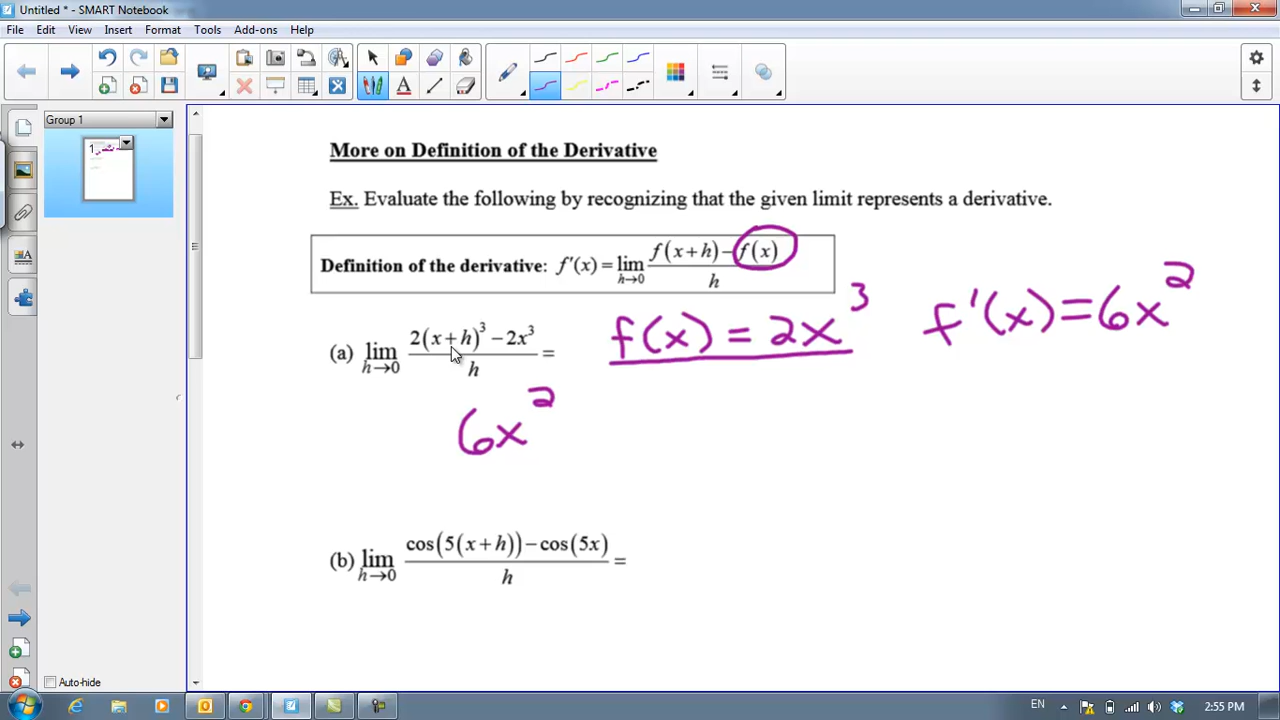 Untitled * - SMART Notebook
File Edit View Insert Format Tools Add-ons Help
Group 1
1
More on Definition of the Derivative
Ex. Evaluate the following by recognizing that the given limit represents a derivative.
Definition of the derivative: f'(x) = lim h→0 (f(x+h) − f(x)) / h
(a) lim h→0 (2(x+h)³ − 2x³) / h =
f(x) = 2x³
f'(x) = 6x²
6x²
(b) lim h→0 (cos(5(x+h)) − cos(5x)) / h =
Auto-hide
EN 2:55 PM